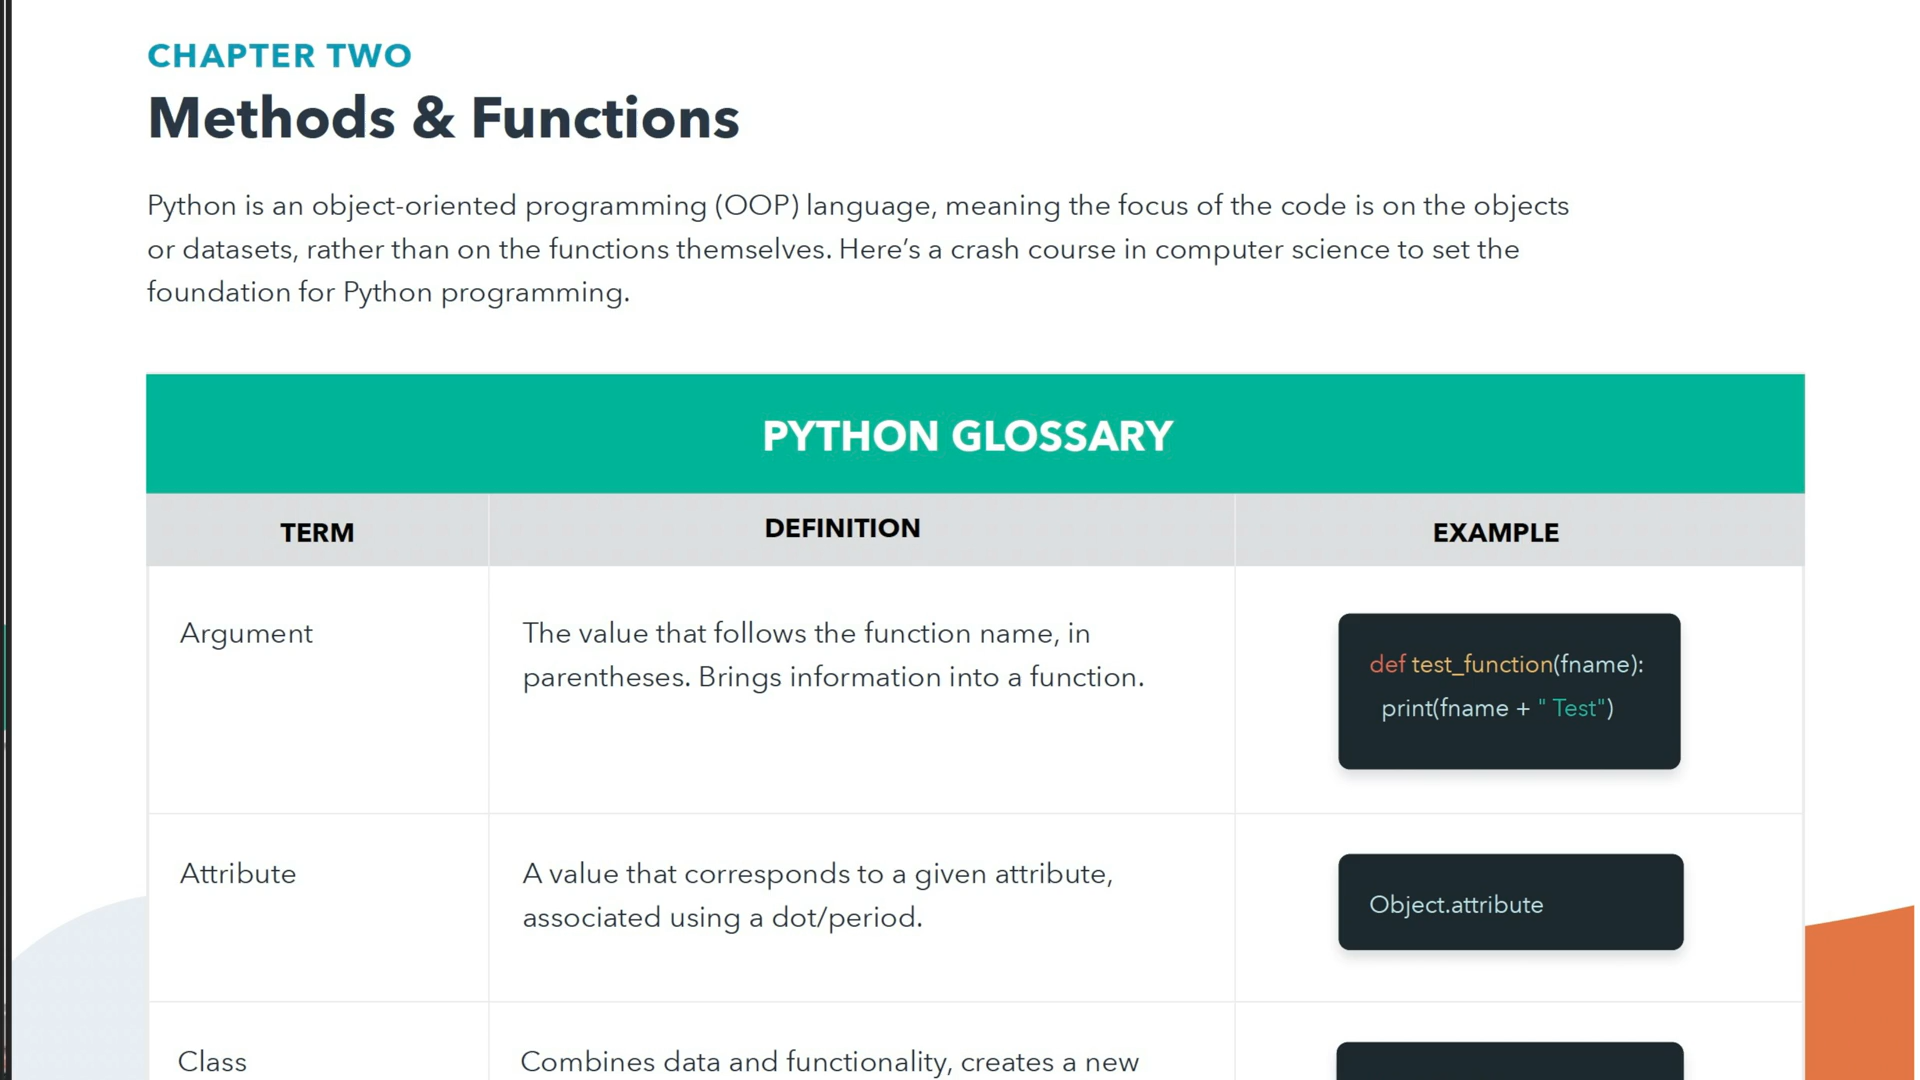 CHAPTER TWO
Methods & Functions
Python is an object-oriented programming (OOP) language, meaning the focus of the code is on the objects
or datasets, rather than on the functions themselves. Here’s a crash course in computer science to set the
foundation for Python programming.
PYTHON GLOSSARY
TERM
DEFINITION
EXAMPLE
Argument
The value that follows the function name, in
parentheses. Brings information into a function.
def test_function(fname):
print(fname + " Test")
Attribute
A value that corresponds to a given attribute,
associated using a dot/period.
Object.attribute
Class
Combines data and functionality, creates a new